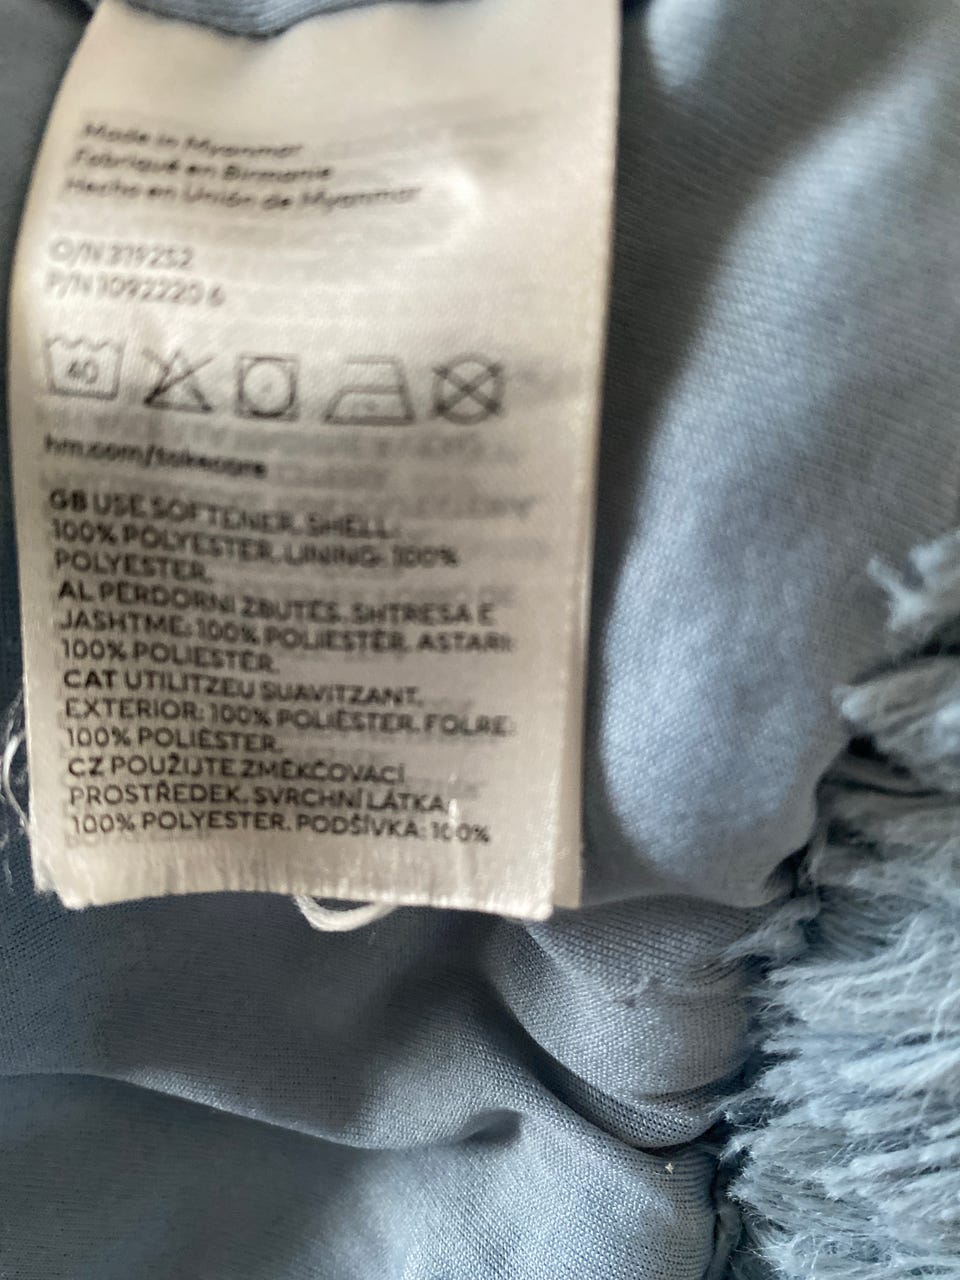 Made in Myanmar
Fabriqué en Birmanie
Hecho en Unión de Myanmar
O/N 379252
P/N 1092220 6
40
hm.com/takecare
GB USE SOFTENER. SHELL:
100% POLYESTER. LINING: 100%
POLYESTER.
AL PËRDORNI ZBUTËS. SHTRESA E
JASHTME: 100% POLIESTËR. ASTARI:
100% POLIESTËR.
CAT UTILITZEU SUAVITZANT.
EXTERIOR: 100% POLIÈSTER. FOLRE:
100% POLIÈSTER.
CZ POUŽIJTE ZMĚKČOVACÍ
PROSTŘEDEK. SVRCHNÍ LÁTKA:
100% POLYESTER. PODŠÍVKA: 100%